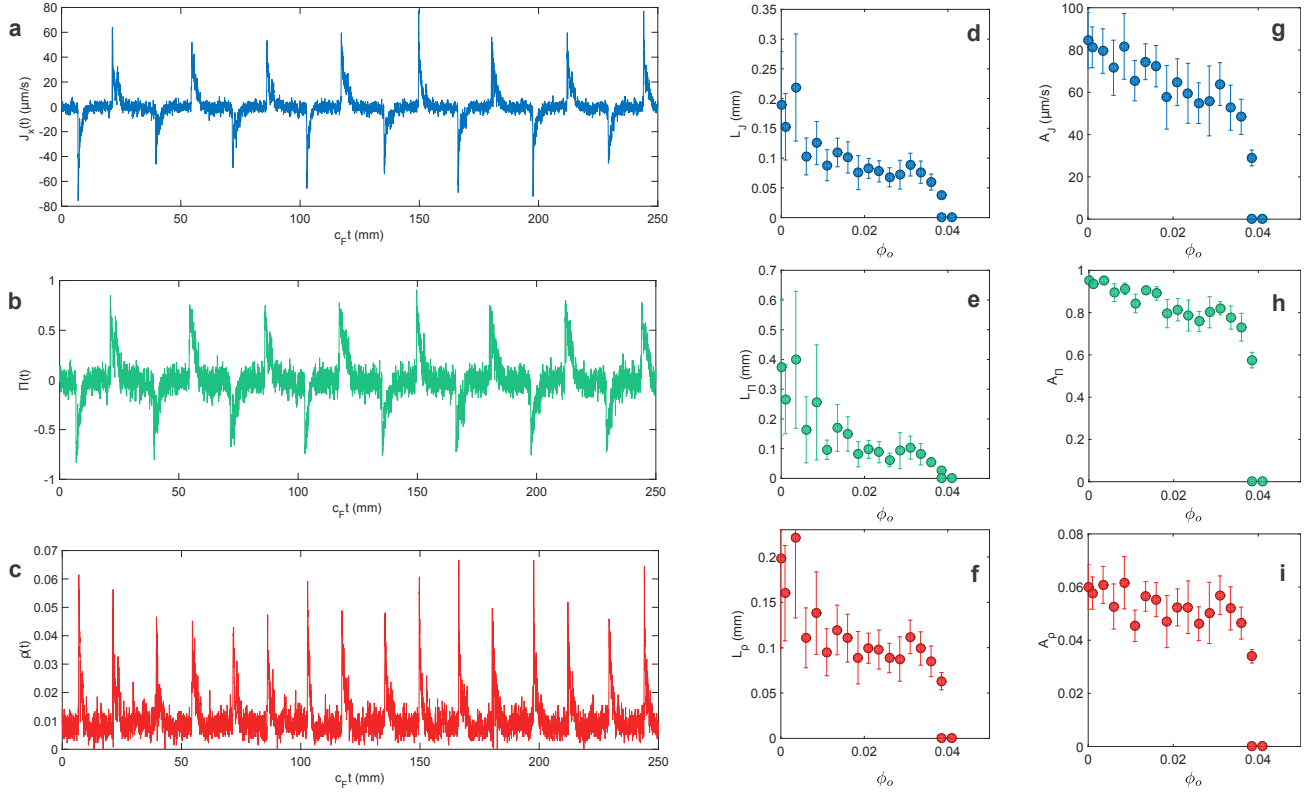 a
80
60
40
20
0
-20
-40
-60
-80
J_x(t) (µm/s)
0 50 100 150 200 250
c_F t (mm)
b
1
0.5
0
-0.5
-1
Π(t)
0 50 100 150 200 250
c_F t (mm)
c
0.07
0.06
0.05
0.04
0.03
0.02
0.01
0
ρ(t)
0 50 100 150 200 250
c_F t (mm)
d
0.35
0.3
0.25
0.2
0.15
0.1
0.05
0
L_J (mm)
0 0.02 0.04
ϕ_o
e
0.7
0.6
0.5
0.4
0.3
0.2
0.1
0
L_Π (mm)
0 0.02 0.04
ϕ_o
f
0.2
0.15
0.1
0.05
0
L_ρ (mm)
0 0.02 0.04
ϕ_o
g
100
80
60
40
20
0
A_J (µm/s)
0 0.02 0.04
ϕ_o
h
1
0.8
0.6
0.4
0.2
0
A_Π
0 0.02 0.04
ϕ_o
i
0.08
0.06
0.04
0.02
0
A_ρ
0 0.02 0.04
ϕ_o